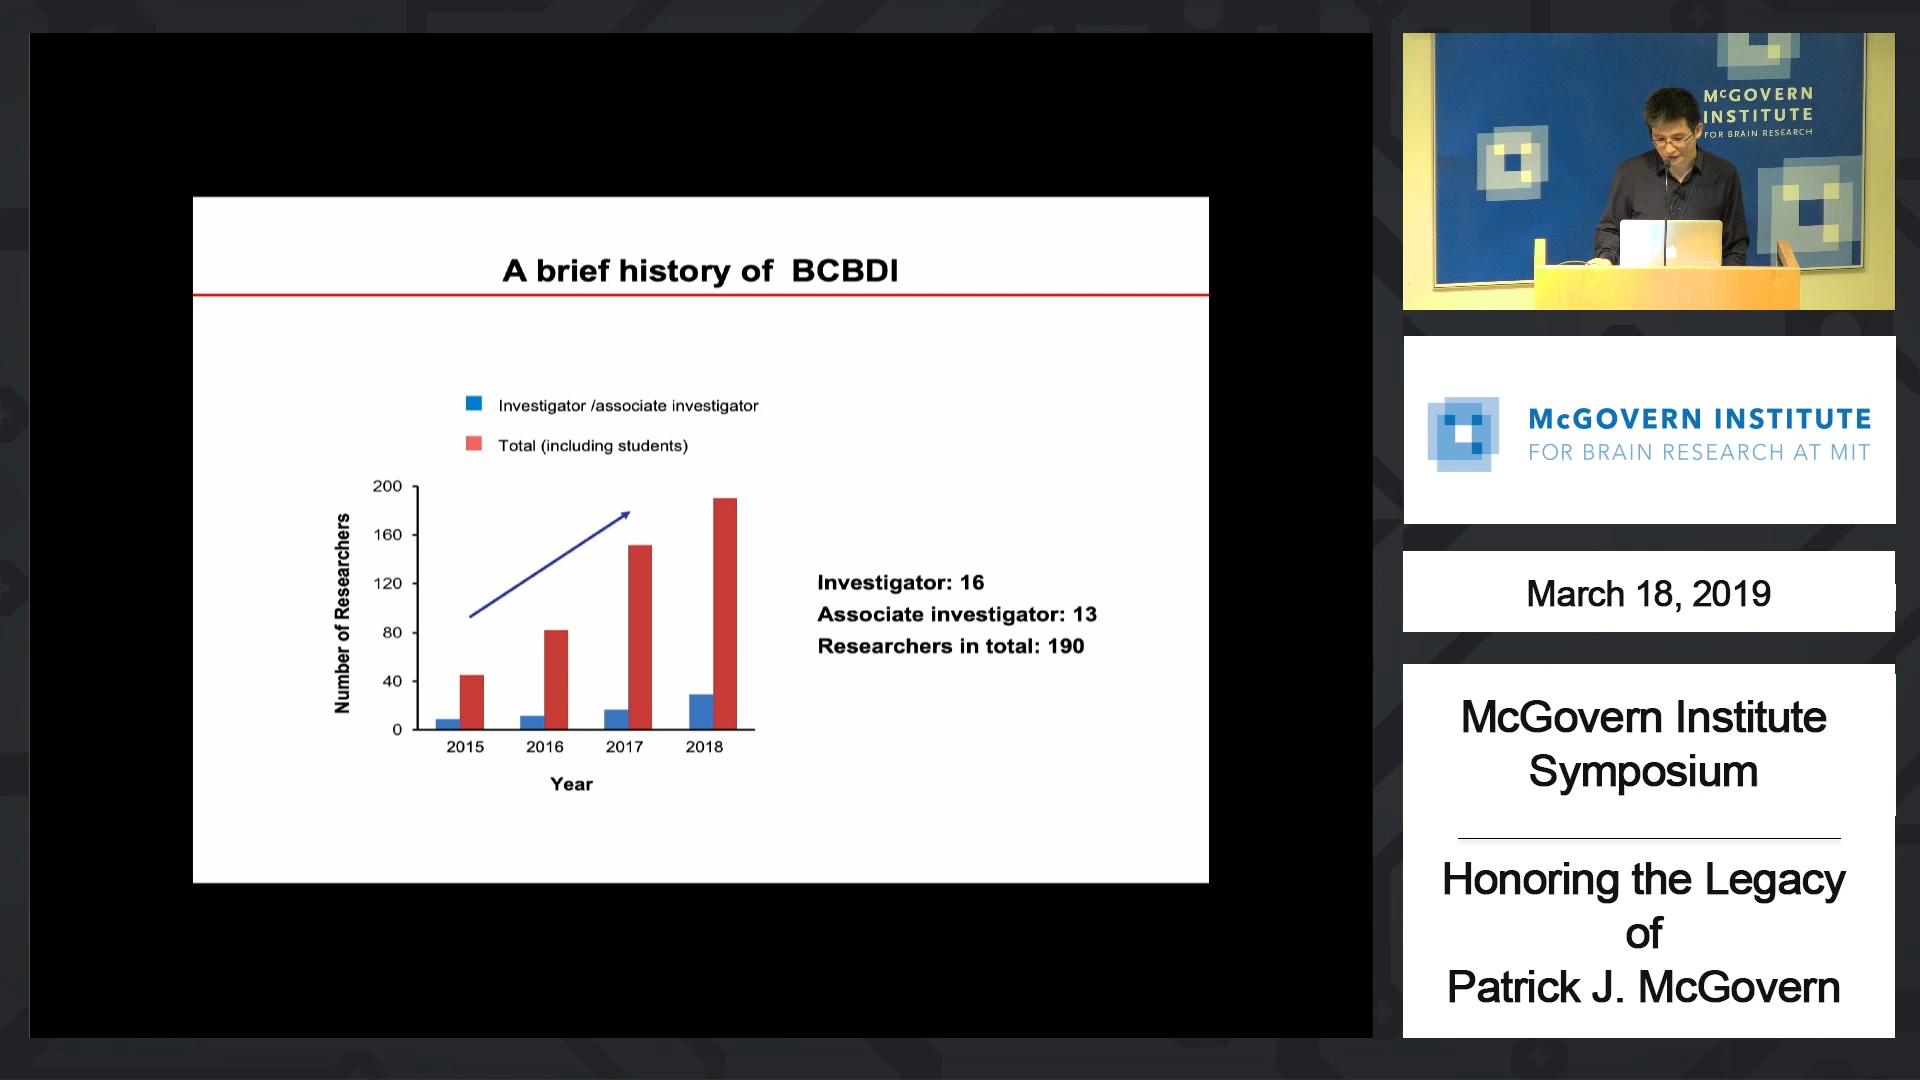 A brief history of BCBDI
Investigator /associate investigator
Total (including students)
Number of Researchers
200
160
120
80
40
0
2015 2016 2017 2018
Year
Investigator: 16
Associate investigator: 13
Researchers in total: 190
McGOVERN
INSTITUTE
FOR BRAIN RESEARCH
McGOVERN INSTITUTE
FOR BRAIN RESEARCH AT MIT
March 18, 2019
McGovern Institute
Symposium
Honoring the Legacy
of
Patrick J. McGovern